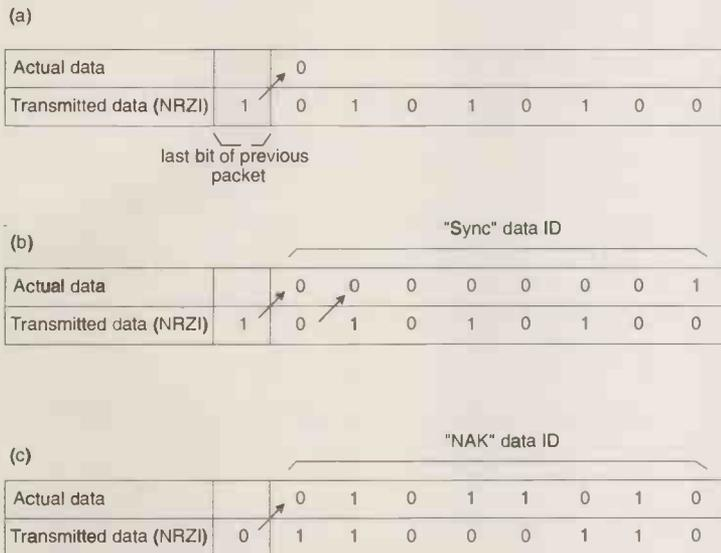 (a)
Actual data 0
Transmitted data (NRZI) 1 0 1 0 1 0 1 0 0
last bit of previous
packet
(b)
"Sync" data ID
Actual data 0 0 0 0 0 0 0 1
Transmitted data (NRZI) 1 0 1 0 1 0 1 0 0
(c)
"NAK" data ID
Actual data 0 1 0 1 1 0 1 0
Transmitted data (NRZI) 0 1 1 0 0 0 1 1 0